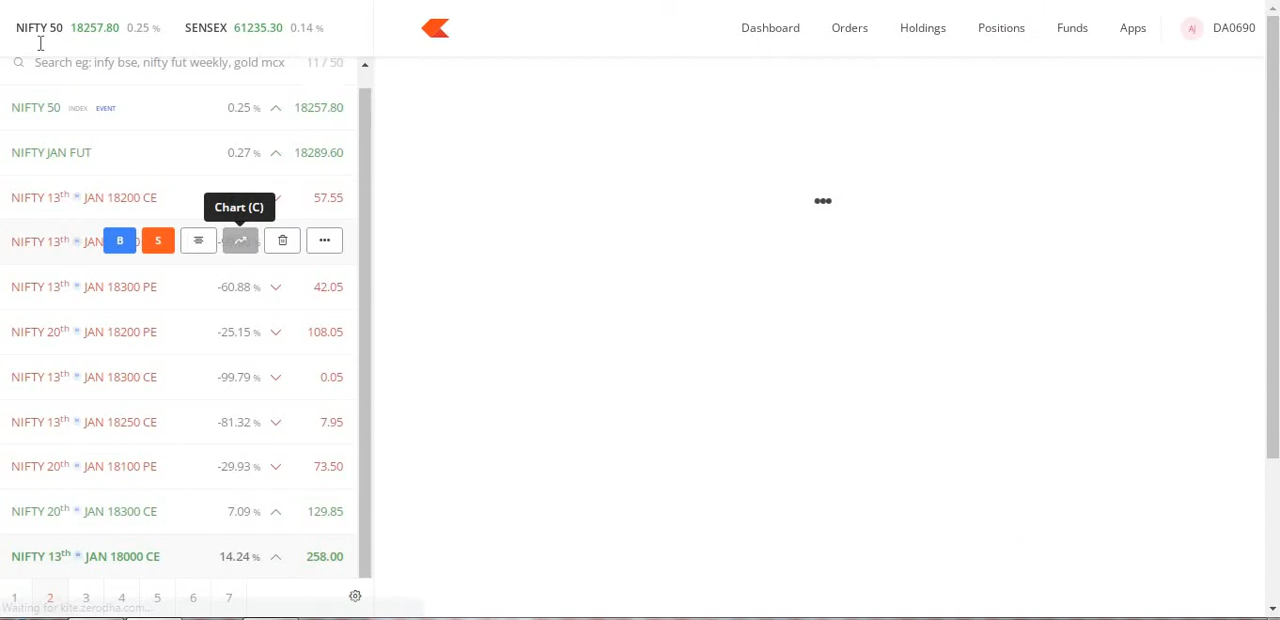 NIFTY 50 18257.80 0.25 % SENSEX 61235.30 0.14 % Dashboard Orders Holdings Positions Funds Apps AJ DA0690
Search eg: infy bse, nifty fut weekly, gold mcx 11 / 50
NIFTY 50 INDEX EVENT 0.25 % 18257.80
NIFTY JAN FUT 0.27 % 18289.60
NIFTY 13th W JAN 18200 CE 57.55
Chart (C)
NIFTY 13th W JAN B S
NIFTY 13th W JAN 18300 PE -60.88 % 42.05
NIFTY 20th W JAN 18200 PE -25.15 % 108.05
NIFTY 13th W JAN 18300 CE -99.79 % 0.05
NIFTY 13th W JAN 18250 CE -81.32 % 7.95
NIFTY 20th W JAN 18100 PE -29.93 % 73.50
NIFTY 20th W JAN 18300 CE 7.09 % 129.85
NIFTY 13th W JAN 18000 CE 14.24 % 258.00
1 2 3 4 5 6 7
Waiting for kite.zerodha.com...